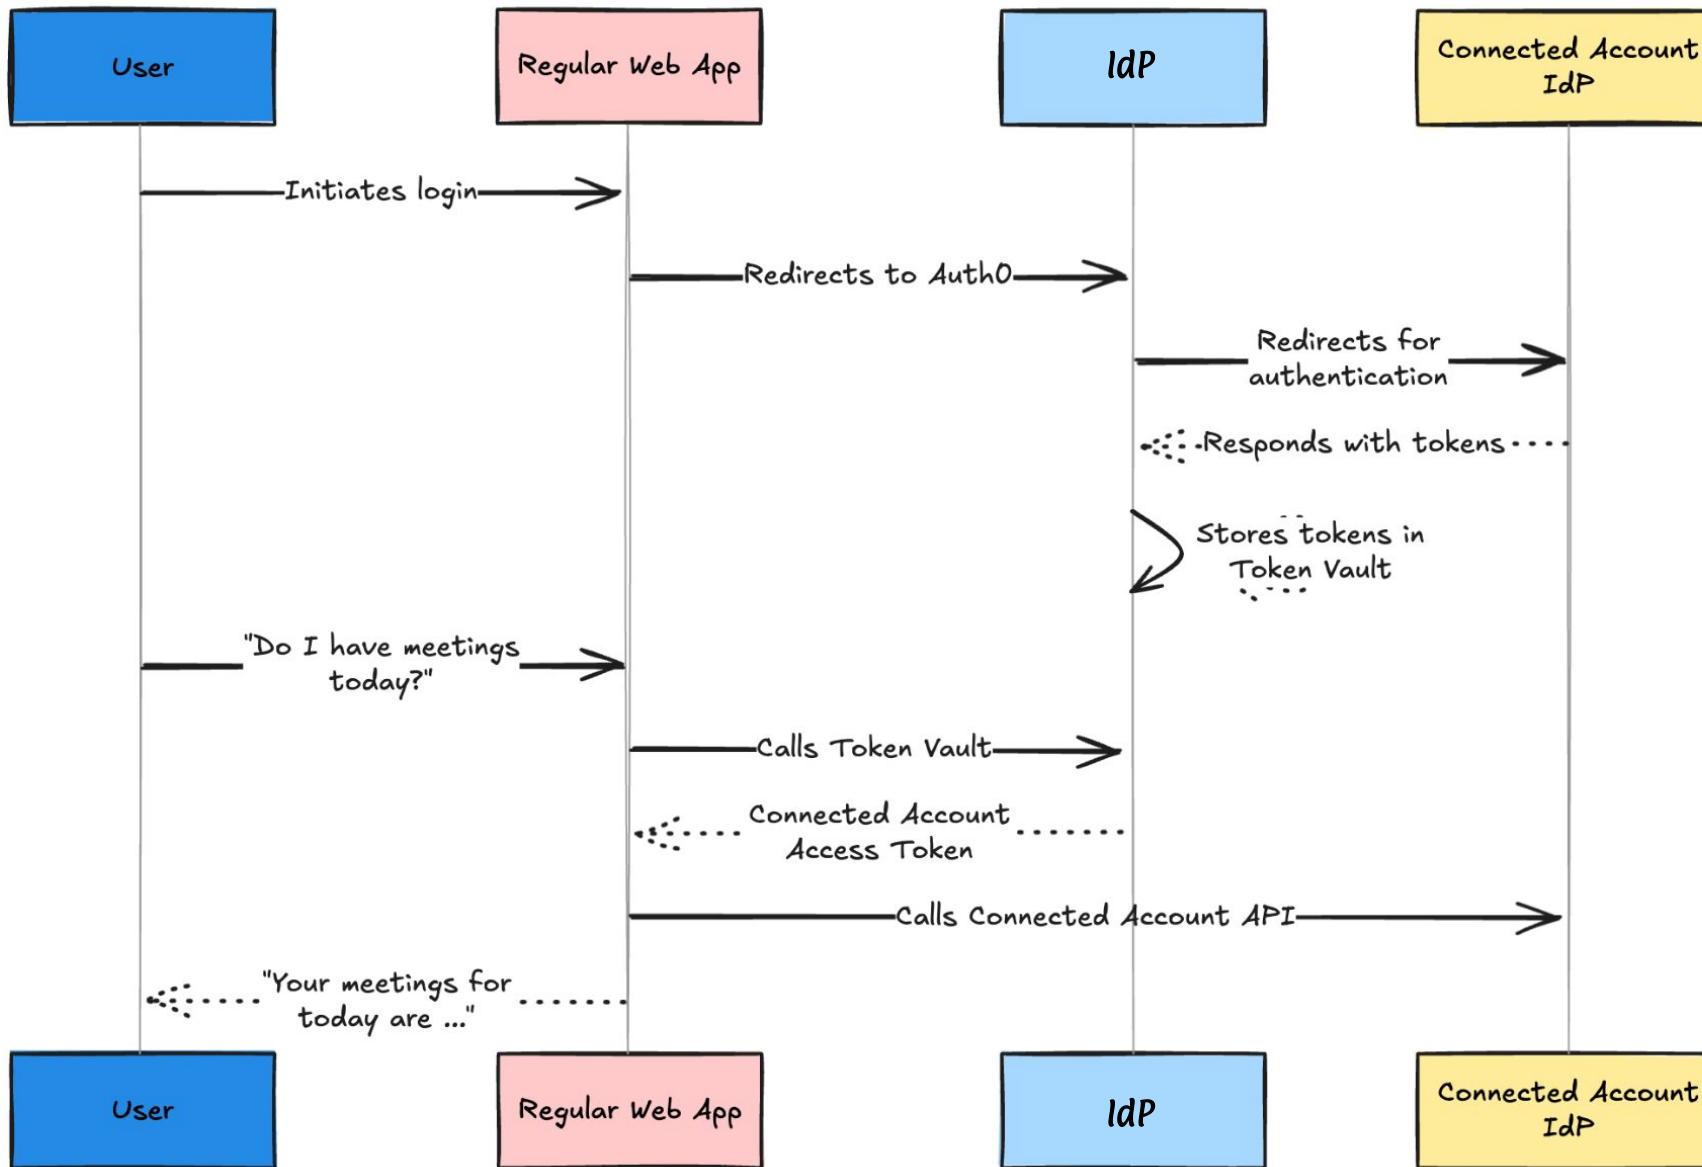 User
Regular Web App
IdP
Connected Account
IdP
Initiates login
Redirects to Auth0
Redirects for
authentication
Responds with tokens
Stores tokens in
Token Vault
"Do I have meetings
today?"
Calls Token Vault
Connected Account
Access Token
Calls Connected Account API
"Your meetings for
today are ..."
User
Regular Web App
IdP
Connected Account
IdP